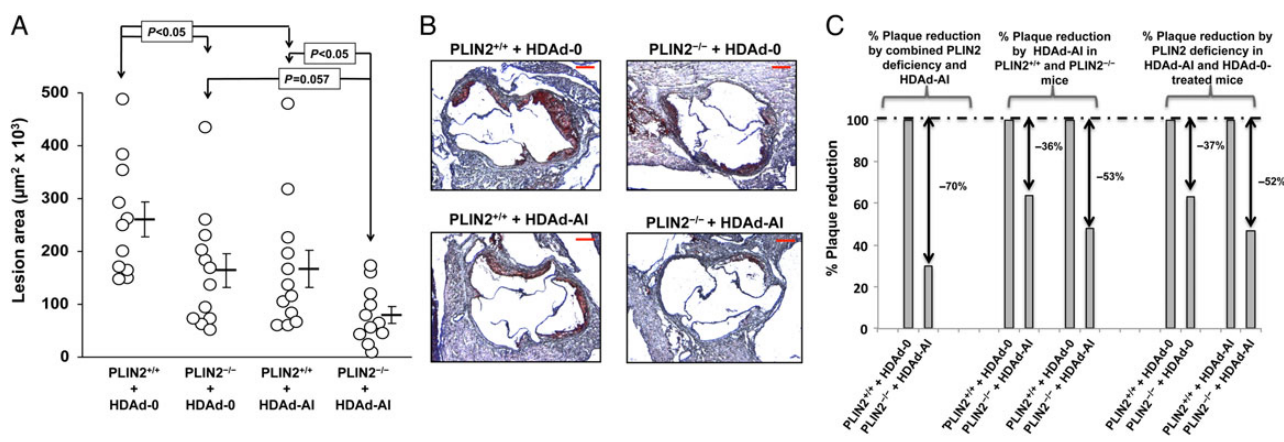 A
P<0.05
P<0.05
P=0.057
Lesion area (µm² x 10³)
500
400
300
200
100
0
PLIN2+/+ + HDAd-0
PLIN2−/− + HDAd-0
PLIN2+/+ + HDAd-AI
PLIN2−/− + HDAd-AI
B
PLIN2+/+ + HDAd-0
PLIN2−/− + HDAd-0
PLIN2+/+ + HDAd-AI
PLIN2−/− + HDAd-AI
C
% Plaque reduction
by combined PLIN2
deficiency and
HDAd-AI
% Plaque reduction
by HDAd-AI in
PLIN2+/+ and PLIN2−/−
mice
% Plaque reduction by
PLIN2 deficiency in
HDAd-AI and HDAd-0-
treated mice
% Plaque reduction
100
80
60
40
20
0
−70%
−36%
−53%
−37%
−52%
PLIN2+/+ + HDAd-0
PLIN2−/− + HDAd-AI
PLIN2+/+ + HDAd-0
PLIN2−/− + HDAd-AI
PLIN2+/+ + HDAd-0
PLIN2−/− + HDAd-AI
PLIN2+/+ + HDAd-0
PLIN2−/− + HDAd-0
PLIN2+/+ + HDAd-AI
PLIN2−/− + HDAd-AI